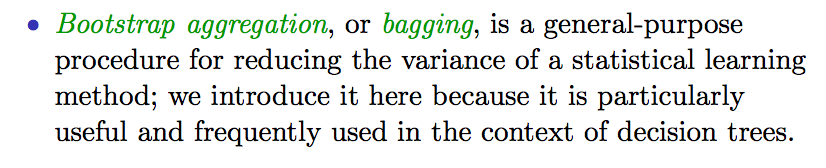 • Bootstrap aggregation, or bagging, is a general-purpose
procedure for reducing the variance of a statistical learning
method; we introduce it here because it is particularly
useful and frequently used in the context of decision trees.